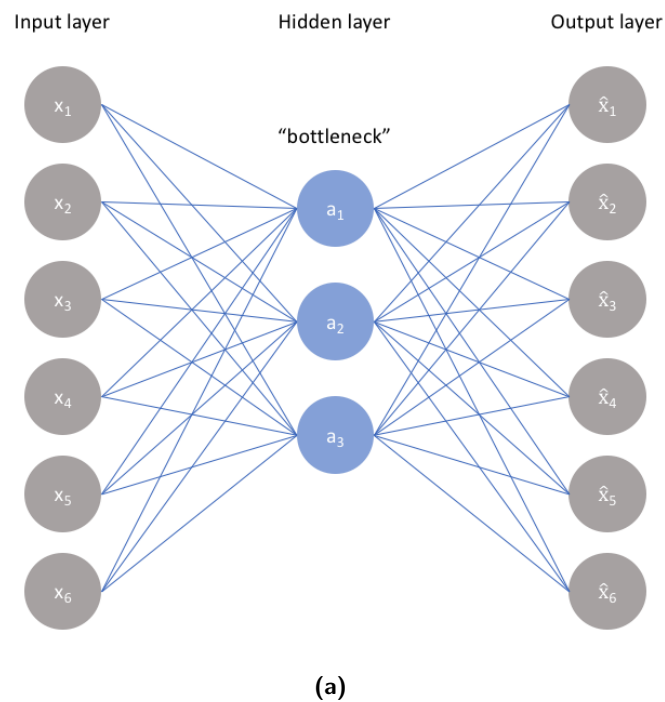 Input layer
Hidden layer
Output layer
“bottleneck”
x₁
x₂
x₃
x₄
x₅
x₆
a₁
a₂
a₃
x̂₁
x̂₂
x̂₃
x̂₄
x̂₅
x̂₆
(a)